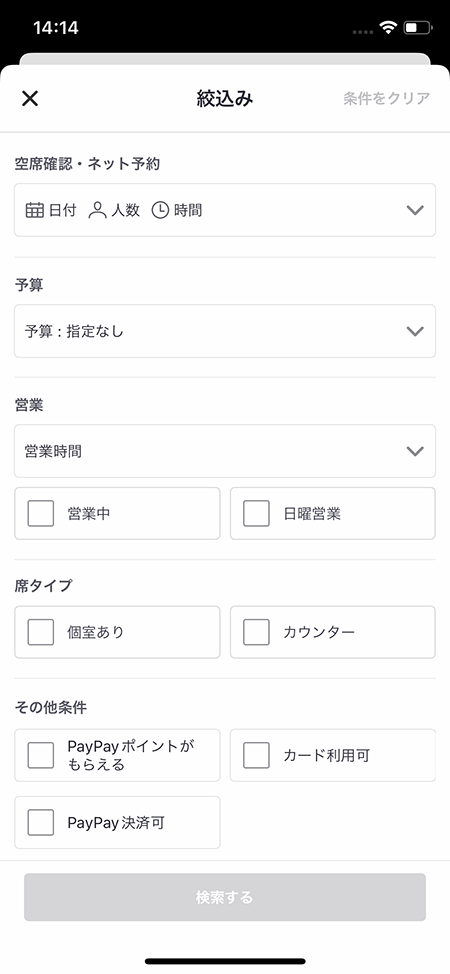 14:14
絞込み
条件をクリア
空席確認・ネット予約
日付 人数 時間
予算
予算 : 指定なし
営業
営業時間
営業中 日曜営業
席タイプ
個室あり カウンター
その他条件
PayPayポイントが
もらえる
カード利用可
PayPay決済可
検索する